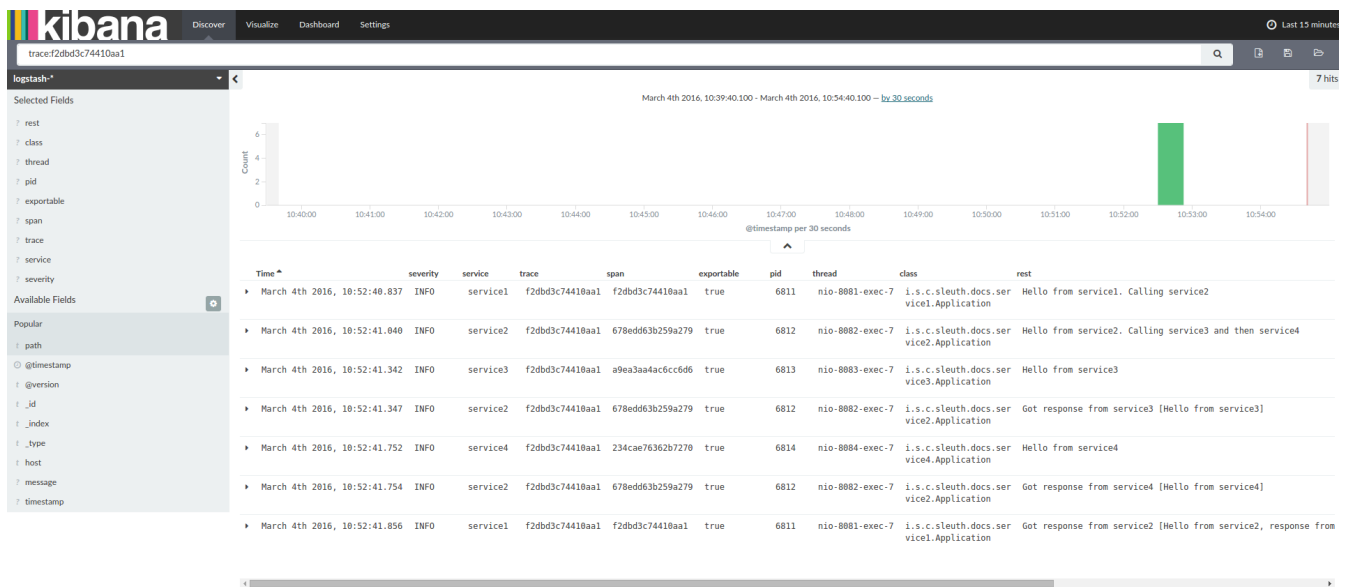 kibana Discover Visualize Dashboard Settings Last 15 minutes
trace:f2dbd3c74410aa1
logstash-*
7 hits
Selected Fields
? rest
? class
? thread
? pid
? exportable
? span
? trace
? service
? severity
Available Fields
Popular
t path
@timestamp
t @version
t _id
t _index
t _type
t host
? message
? timestamp
March 4th 2016, 10:39:40.100 - March 4th 2016, 10:54:40.100 — by 30 seconds
Count
6
4
2
0
10:40:00 10:41:00 10:42:00 10:43:00 10:44:00 10:45:00 10:46:00 10:47:00 10:48:00 10:49:00 10:50:00 10:51:00 10:52:00 10:53:00 10:54:00
@timestamp per 30 seconds
Time severity service trace span exportable pid thread class rest
March 4th 2016, 10:52:40.837 INFO service1 f2dbd3c74410aa1 f2dbd3c74410aa1 true 6811 nio-8081-exec-7 i.s.c.sleuth.docs.ser Hello from service1. Calling service2
vice1.Application
March 4th 2016, 10:52:41.040 INFO service2 f2dbd3c74410aa1 678edd63b259a279 true 6812 nio-8082-exec-7 i.s.c.sleuth.docs.ser Hello from service2. Calling service3 and then service4
vice2.Application
March 4th 2016, 10:52:41.342 INFO service3 f2dbd3c74410aa1 a9ea3aa4ac6cc6d6 true 6813 nio-8083-exec-7 i.s.c.sleuth.docs.ser Hello from service3
vice3.Application
March 4th 2016, 10:52:41.347 INFO service2 f2dbd3c74410aa1 678edd63b259a279 true 6812 nio-8082-exec-7 i.s.c.sleuth.docs.ser Got response from service3 [Hello from service3]
vice2.Application
March 4th 2016, 10:52:41.752 INFO service4 f2dbd3c74410aa1 234cae76362b7270 true 6814 nio-8084-exec-7 i.s.c.sleuth.docs.ser Hello from service4
vice4.Application
March 4th 2016, 10:52:41.754 INFO service2 f2dbd3c74410aa1 678edd63b259a279 true 6812 nio-8082-exec-7 i.s.c.sleuth.docs.ser Got response from service4 [Hello from service4]
vice2.Application
March 4th 2016, 10:52:41.856 INFO service1 f2dbd3c74410aa1 f2dbd3c74410aa1 true 6811 nio-8081-exec-7 i.s.c.sleuth.docs.ser Got response from service2 [Hello from service2, response from
vice1.Application